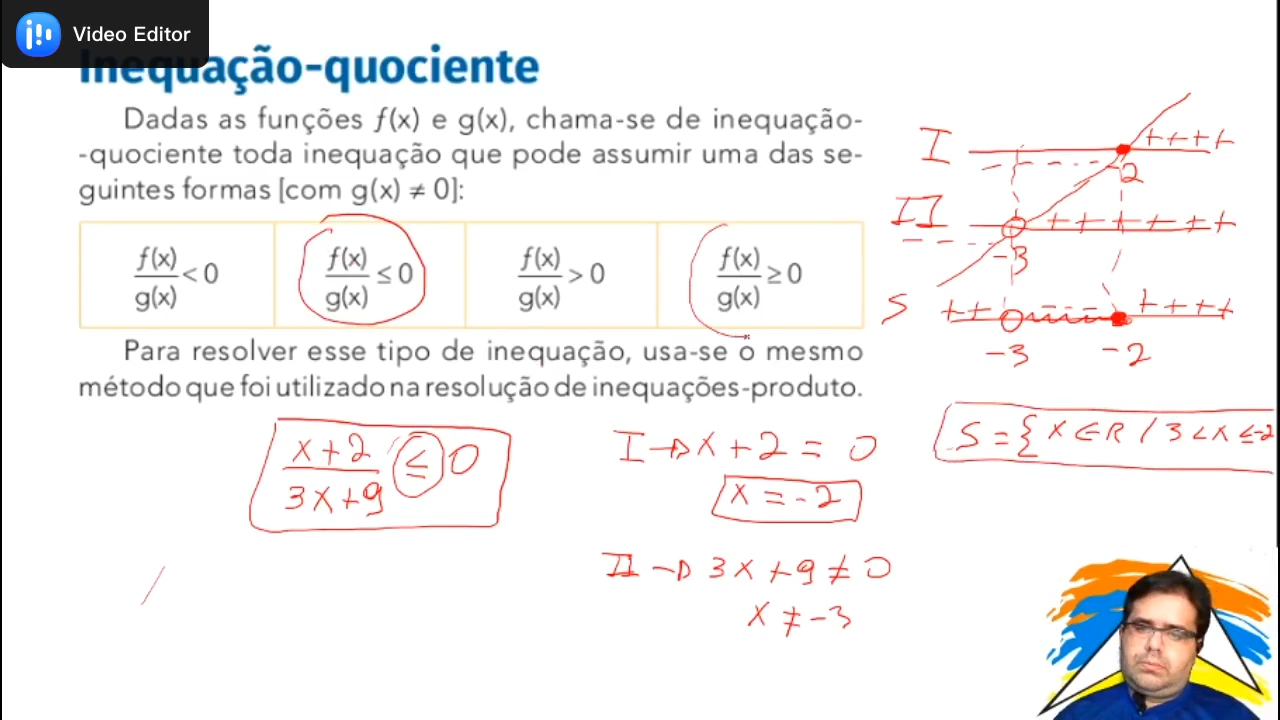 Video Editor
Inequação-quociente
Dadas as funções f(x) e g(x), chama-se de inequação-
-quociente toda inequação que pode assumir uma das se-
guintes formas [com g(x) ≠ 0]:
f(x)/g(x) < 0
f(x)/g(x) ≤ 0
f(x)/g(x) > 0
f(x)/g(x) ≥ 0
Para resolver esse tipo de inequação, usa-se o mesmo
método que foi utilizado na resolução de inequações-produto.
x+2
3x+9
≤ 0
I → x + 2 = 0
x = -2
II → 3x + 9 ≠ 0
x ≠ -3
I - - - - - ++++
-2
II - - - + + + + + + +
-3
S ++ - - - - ++++
-3 -2
S = { x ∈ R / 3 < x ≤ -2